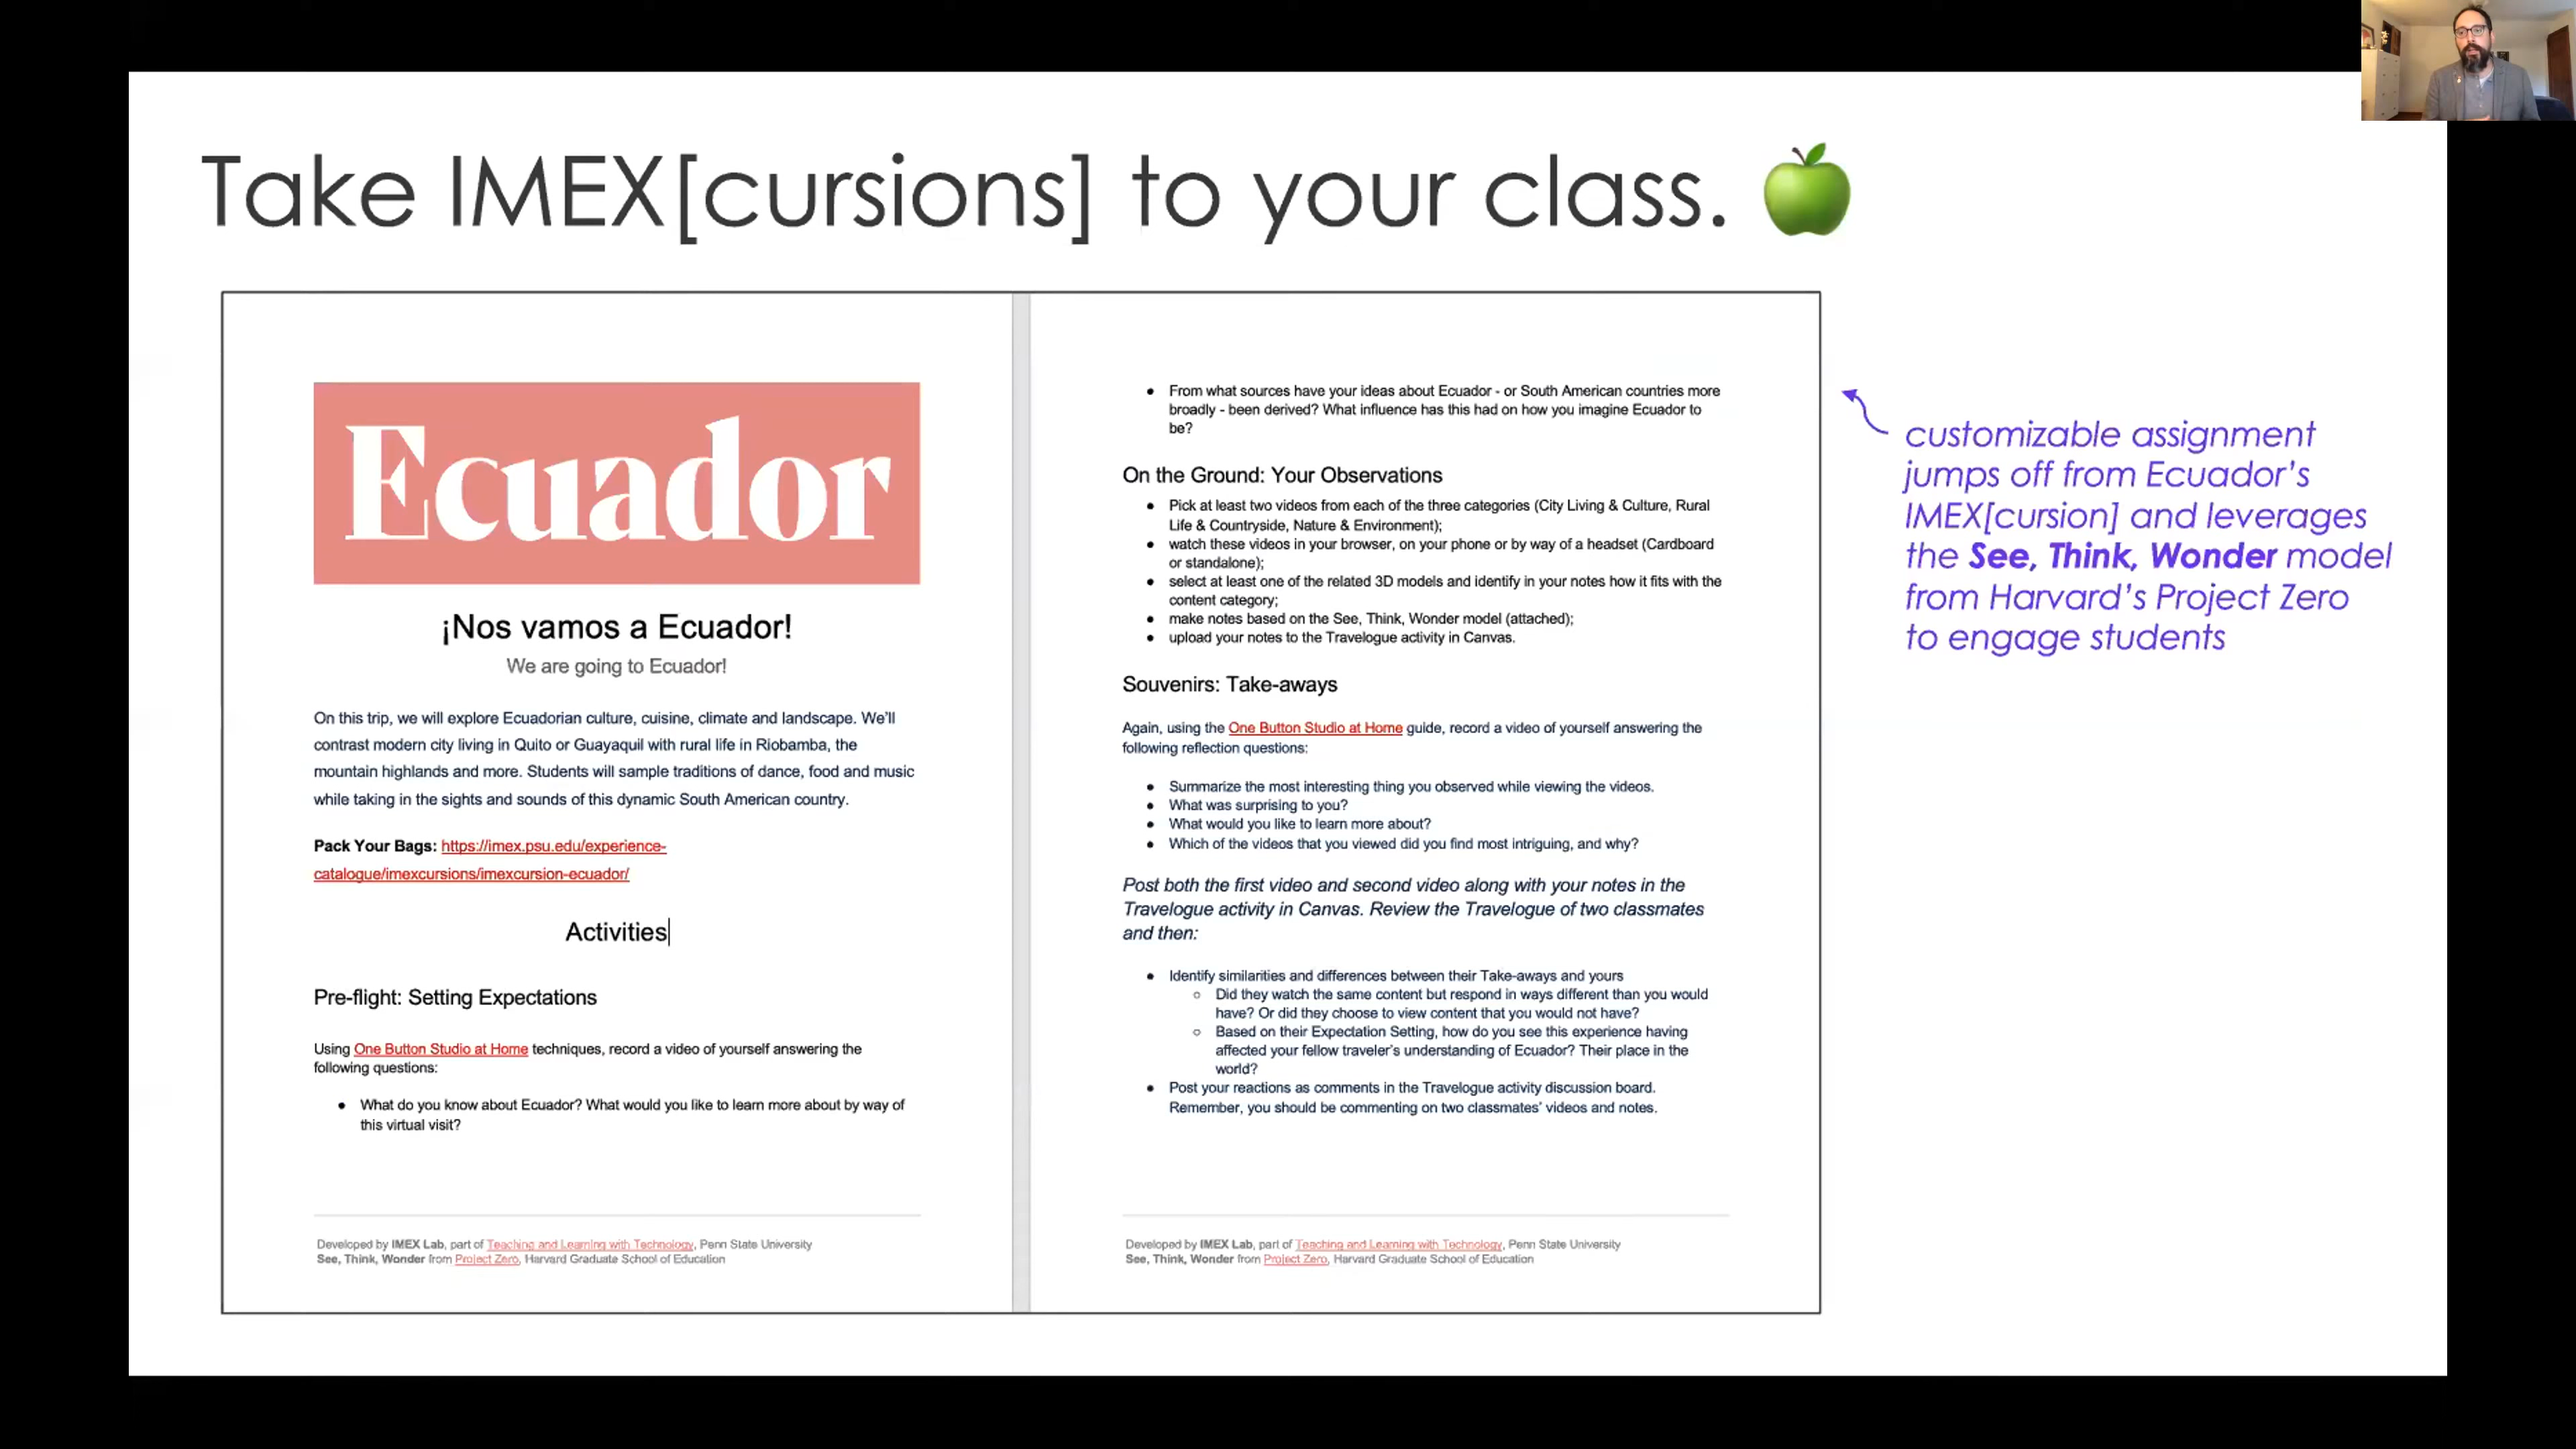 Take IMEX[cursions] to your class.
Ecuador
¡Nos vamos a Ecuador!
We are going to Ecuador!
On this trip, we will explore Ecuadorian culture, cuisine, climate and landscape. We'll
contrast modern city living in Quito or Guayaquil with rural life in Riobamba, the
mountain highlands and more. Students will sample traditions of dance, food and music
while taking in the sights and sounds of this dynamic South American country.
Pack Your Bags: https://imex.psu.edu/experience-
catalogue/imexcursions/imexcursion-ecuador/
Activities
Pre-flight: Setting Expectations
Using One Button Studio at Home techniques, record a video of yourself answering the
following questions:
● What do you know about Ecuador? What would you like to learn more about by way of
this virtual visit?
Developed by IMEX Lab, part of Teaching and Learning with Technology, Penn State University
See, Think, Wonder from Project Zero, Harvard Graduate School of Education
● From what sources have your ideas about Ecuador - or South American countries more
broadly - been derived? What influence has this had on how you imagine Ecuador to
be?
On the Ground: Your Observations
● Pick at least two videos from each of the three categories (City Living & Culture, Rural
Life & Countryside, Nature & Environment);
● watch these videos in your browser, on your phone or by way of a headset (Cardboard
or standalone);
● select at least one of the related 3D models and identify in your notes how it fits with the
content category;
● make notes based on the See, Think, Wonder model (attached);
● upload your notes to the Travelogue activity in Canvas.
Souvenirs: Take-aways
Again, using the One Button Studio at Home guide, record a video of yourself answering the
following reflection questions:
● Summarize the most interesting thing you observed while viewing the videos.
● What was surprising to you?
● What would you like to learn more about?
● Which of the videos that you viewed did you find most intriguing, and why?
Post both the first video and second video along with your notes in the
Travelogue activity in Canvas. Review the Travelogue of two classmates
and then:
● Identify similarities and differences between their Take-aways and yours
○ Did they watch the same content but respond in ways different than you would
have? Or did they choose to view content that you would not have?
○ Based on their Expectation Setting, how do you see this experience having
affected your fellow traveler's understanding of Ecuador? Their place in the
world?
● Post your reactions as comments in the Travelogue activity discussion board.
Remember, you should be commenting on two classmates' videos and notes.
Developed by IMEX Lab, part of Teaching and Learning with Technology, Penn State University
See, Think, Wonder from Project Zero, Harvard Graduate School of Education
customizable assignment
jumps off from Ecuador's
IMEX[cursion] and leverages
the See, Think, Wonder model
from Harvard's Project Zero
to engage students